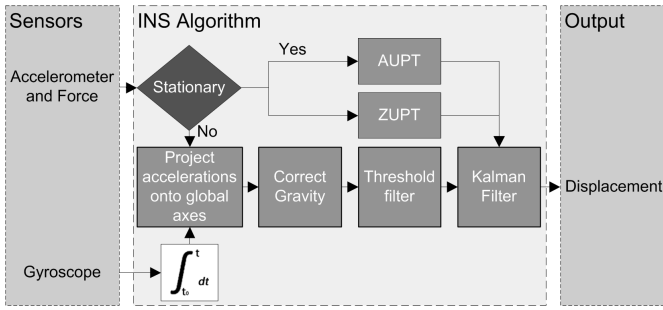 Sensors
INS Algorithm
Output
Accelerometer
and Force
Stationary
Yes
AUPT
ZUPT
No
Project
accelerations
onto global
axes
Correct
Gravity
Threshold
filter
Kalman
Filter
Displacement
Gyroscope
∫ t t₀ dt